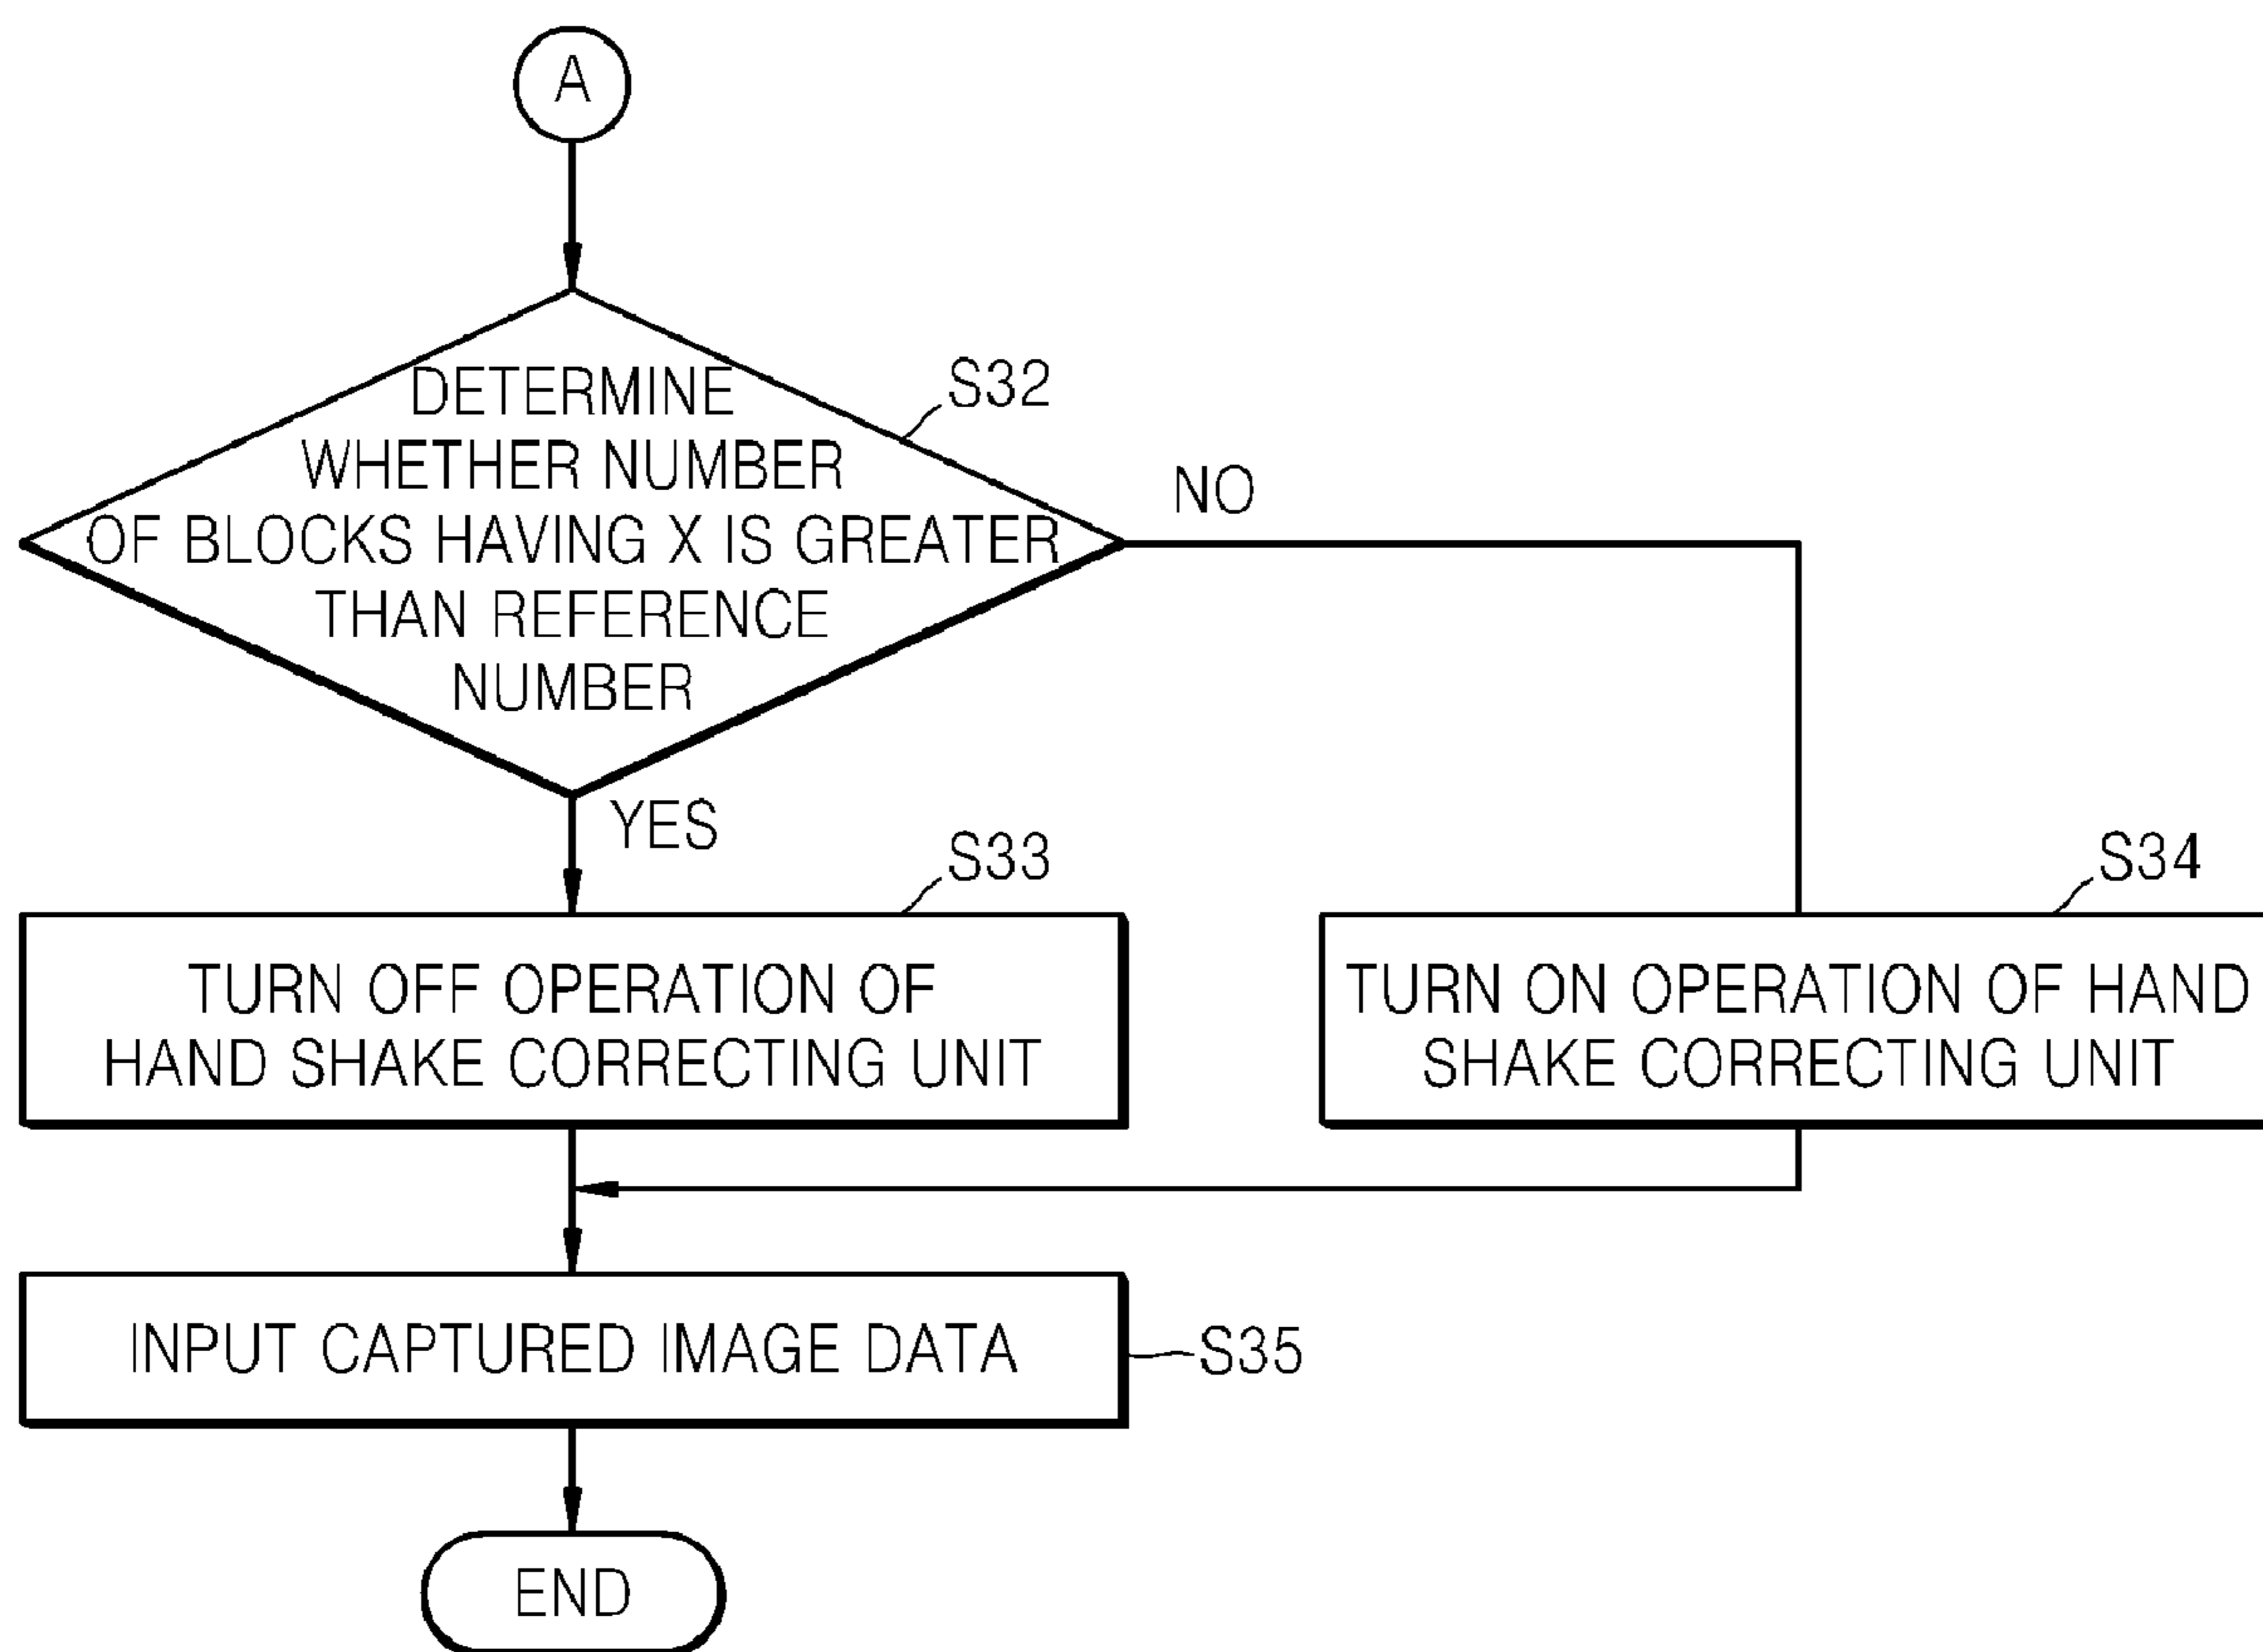 A
DETERMINE
WHETHER NUMBER
OF BLOCKS HAVING X IS GREATER
THAN REFERENCE
NUMBER
S32
NO
YES
S33
TURN OFF OPERATION OF
HAND SHAKE CORRECTING UNIT
S34
TURN ON OPERATION OF HAND
SHAKE CORRECTING UNIT
INPUT CAPTURED IMAGE DATA
S35
END